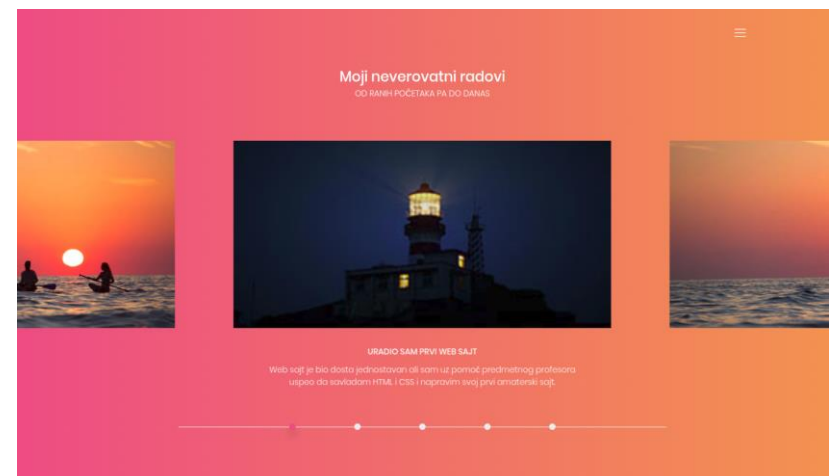 Moji neverovatni radovi
OD RANIH POČETAKA PA DO DANAS
URADIO SAM PRVI WEB SAJT
Web sajt je bio dosta jednostavan ali sam uz pomoć predmetnog profesora
uspeo da savladam HTML i CSS i napravim svoj prvi amaterski sajt.